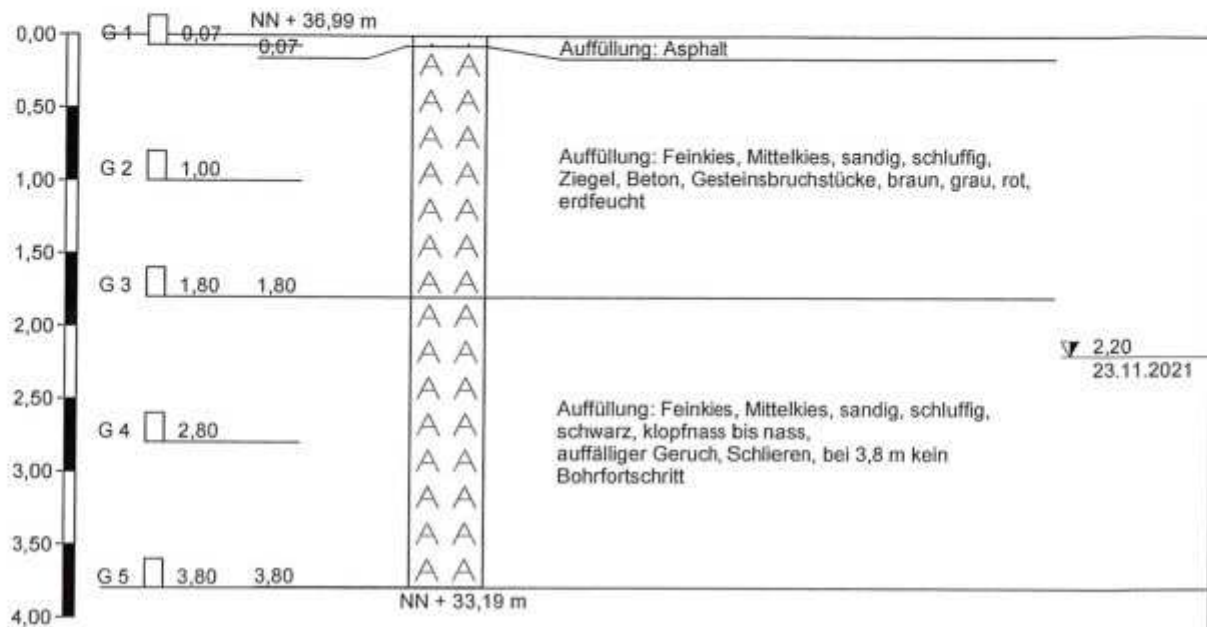 NN + 36,99 m
0,00
G 1 0,07
0,07
Auffüllung: Asphalt
A A
0,50
A A
A A
Auffüllung: Feinkies, Mittelkies, sandig, schluffig,
Ziegel, Beton, Gesteinsbruchstücke, braun, grau, rot,
erdfeucht
G 2 1,00
1,00
A A
A A
1,50
A A
G 3 1,80 1,80
A A
A A
2,00
A A
2,20
23.11.2021
2,50
A A
Auffüllung: Feinkies, Mittelkies, sandig, schluffig,
schwarz, klopfnass bis nass,
auffälliger Geruch, Schlieren, bei 3,8 m kein
Bohrfortschritt
G 4 2,80
A A
3,00
A A
A A
3,50
A A
A A
G 5 3,80 3,80
A A
NN + 33,19 m
4,00